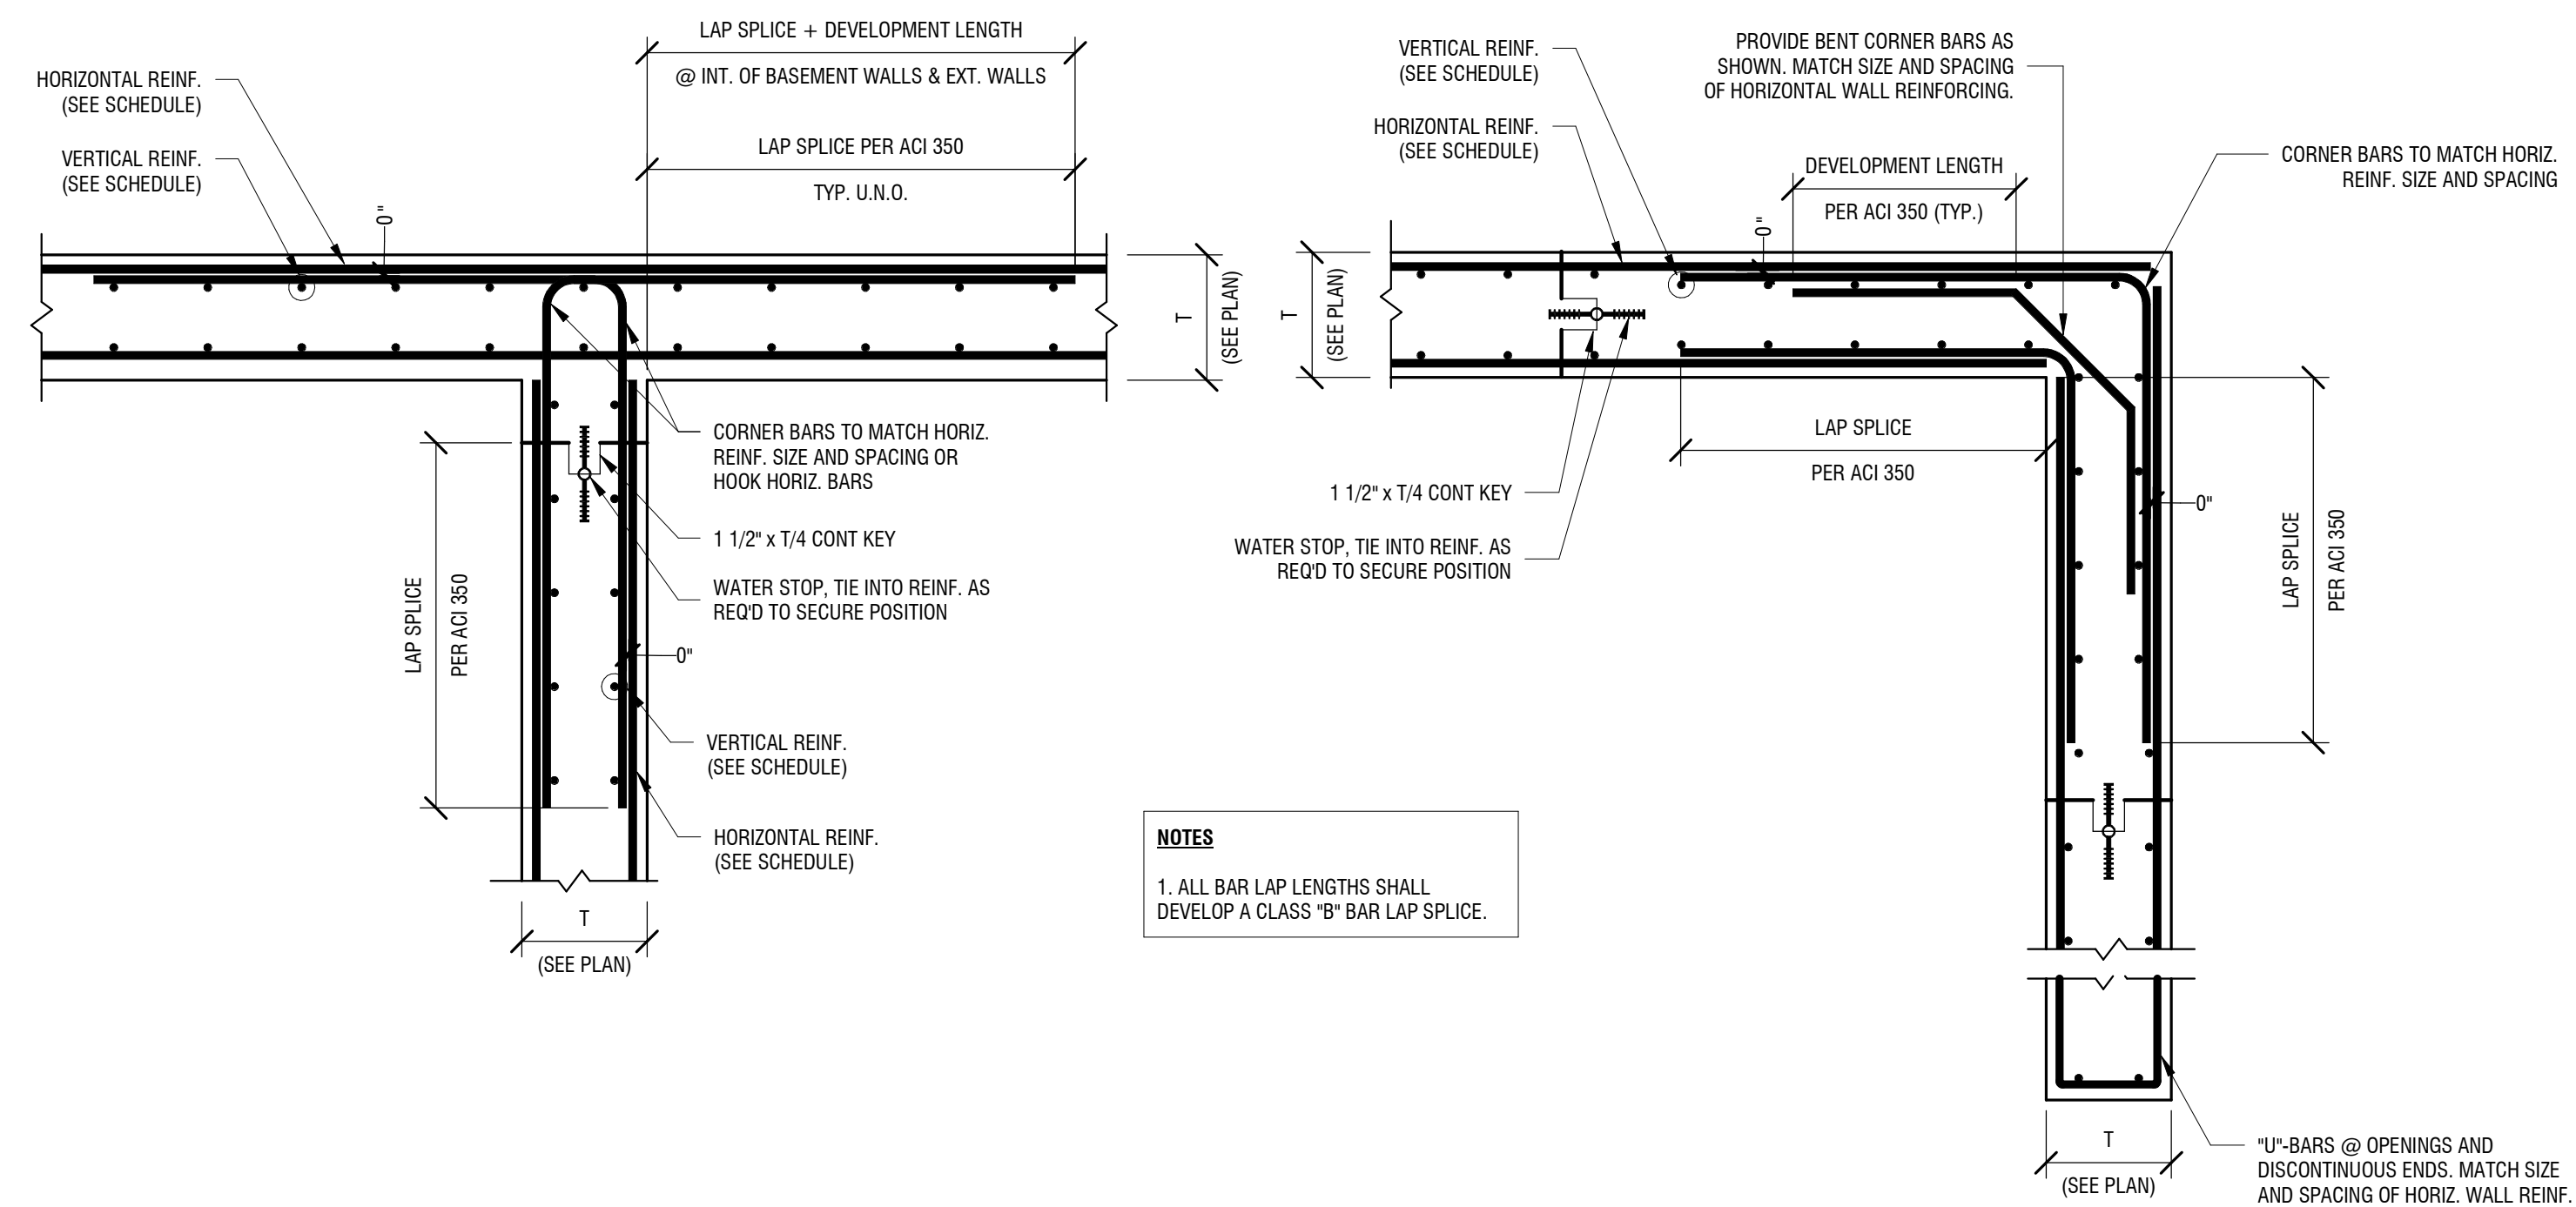 LAP SPLICE + DEVELOPMENT LENGTH
@ INT. OF BASEMENT WALLS & EXT. WALLS
HORIZONTAL REINF.
(SEE SCHEDULE)
LAP SPLICE PER ACI 350
TYP. U.N.O.
VERTICAL REINF.
(SEE SCHEDULE)
0"
T
(SEE PLAN)
CORNER BARS TO MATCH HORIZ.
REINF. SIZE AND SPACING OR
HOOK HORIZ. BARS
1 1/2" x T/4 CONT KEY
WATER STOP, TIE INTO REINF. AS
REQ'D TO SECURE POSITION
LAP SPLICE
PER ACI 350
0"
VERTICAL REINF.
(SEE SCHEDULE)
HORIZONTAL REINF.
(SEE SCHEDULE)
T
(SEE PLAN)
NOTES
1. ALL BAR LAP LENGTHS SHALL
DEVELOP A CLASS "B" BAR LAP SPLICE.
VERTICAL REINF.
(SEE SCHEDULE)
HORIZONTAL REINF.
(SEE SCHEDULE)
PROVIDE BENT CORNER BARS AS
SHOWN. MATCH SIZE AND SPACING
OF HORIZONTAL WALL REINFORCING.
DEVELOPMENT LENGTH
PER ACI 350 (TYP.)
CORNER BARS TO MATCH HORIZ.
REINF. SIZE AND SPACING
0"
T
(SEE PLAN)
LAP SPLICE
PER ACI 350
1 1/2" x T/4 CONT KEY
WATER STOP, TIE INTO REINF. AS
REQ'D TO SECURE POSITION
0"
LAP SPLICE
PER ACI 350
T
(SEE PLAN)
"U"-BARS @ OPENINGS AND
DISCONTINUOUS ENDS. MATCH SIZE
AND SPACING OF HORIZ. WALL REINF.